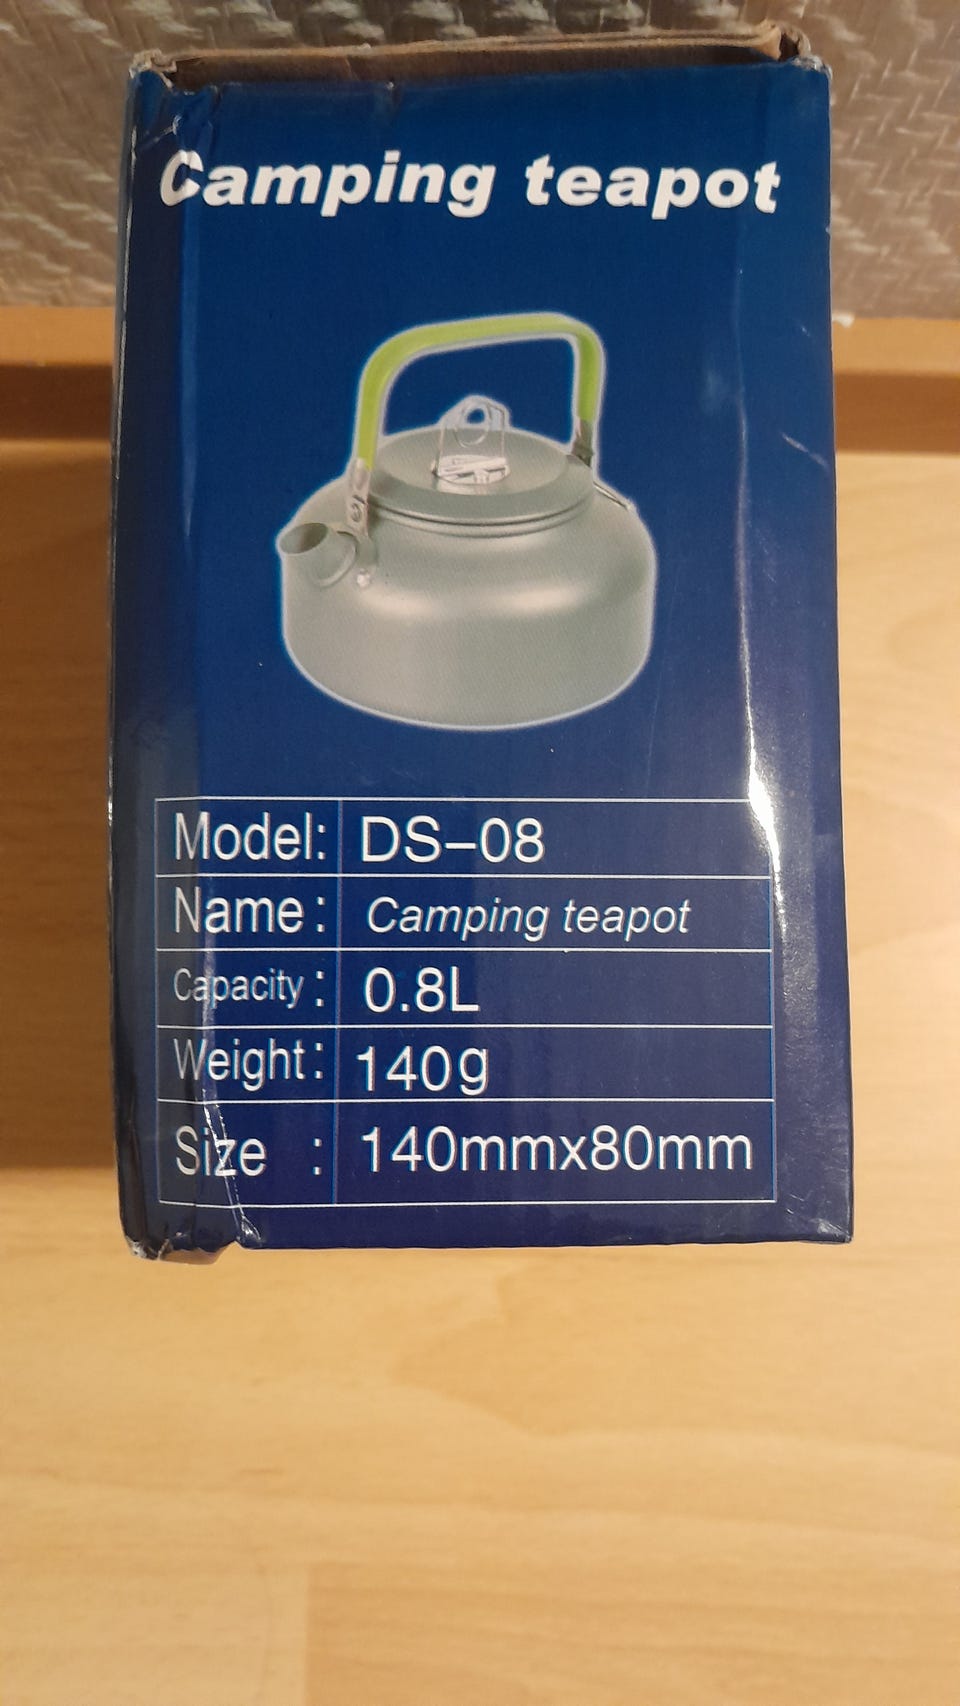 Camping teapot
Model: DS-08
Name: Camping teapot
Capacity: 0.8L
Weight: 140g
Size : 140mmx80mm